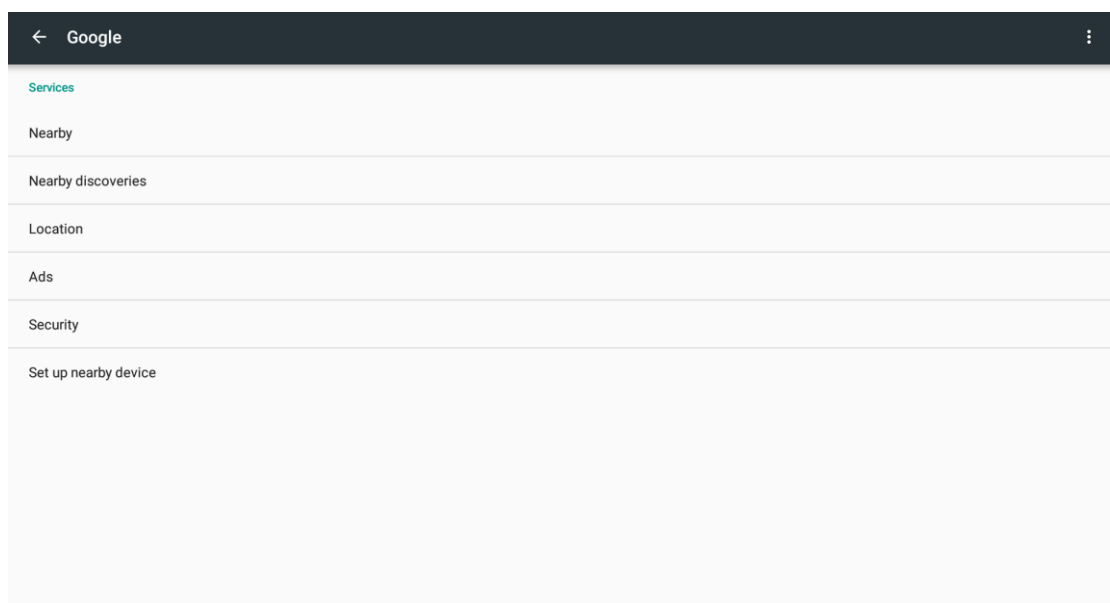 Google
Services
Nearby
Nearby discoveries
Location
Ads
Security
Set up nearby device